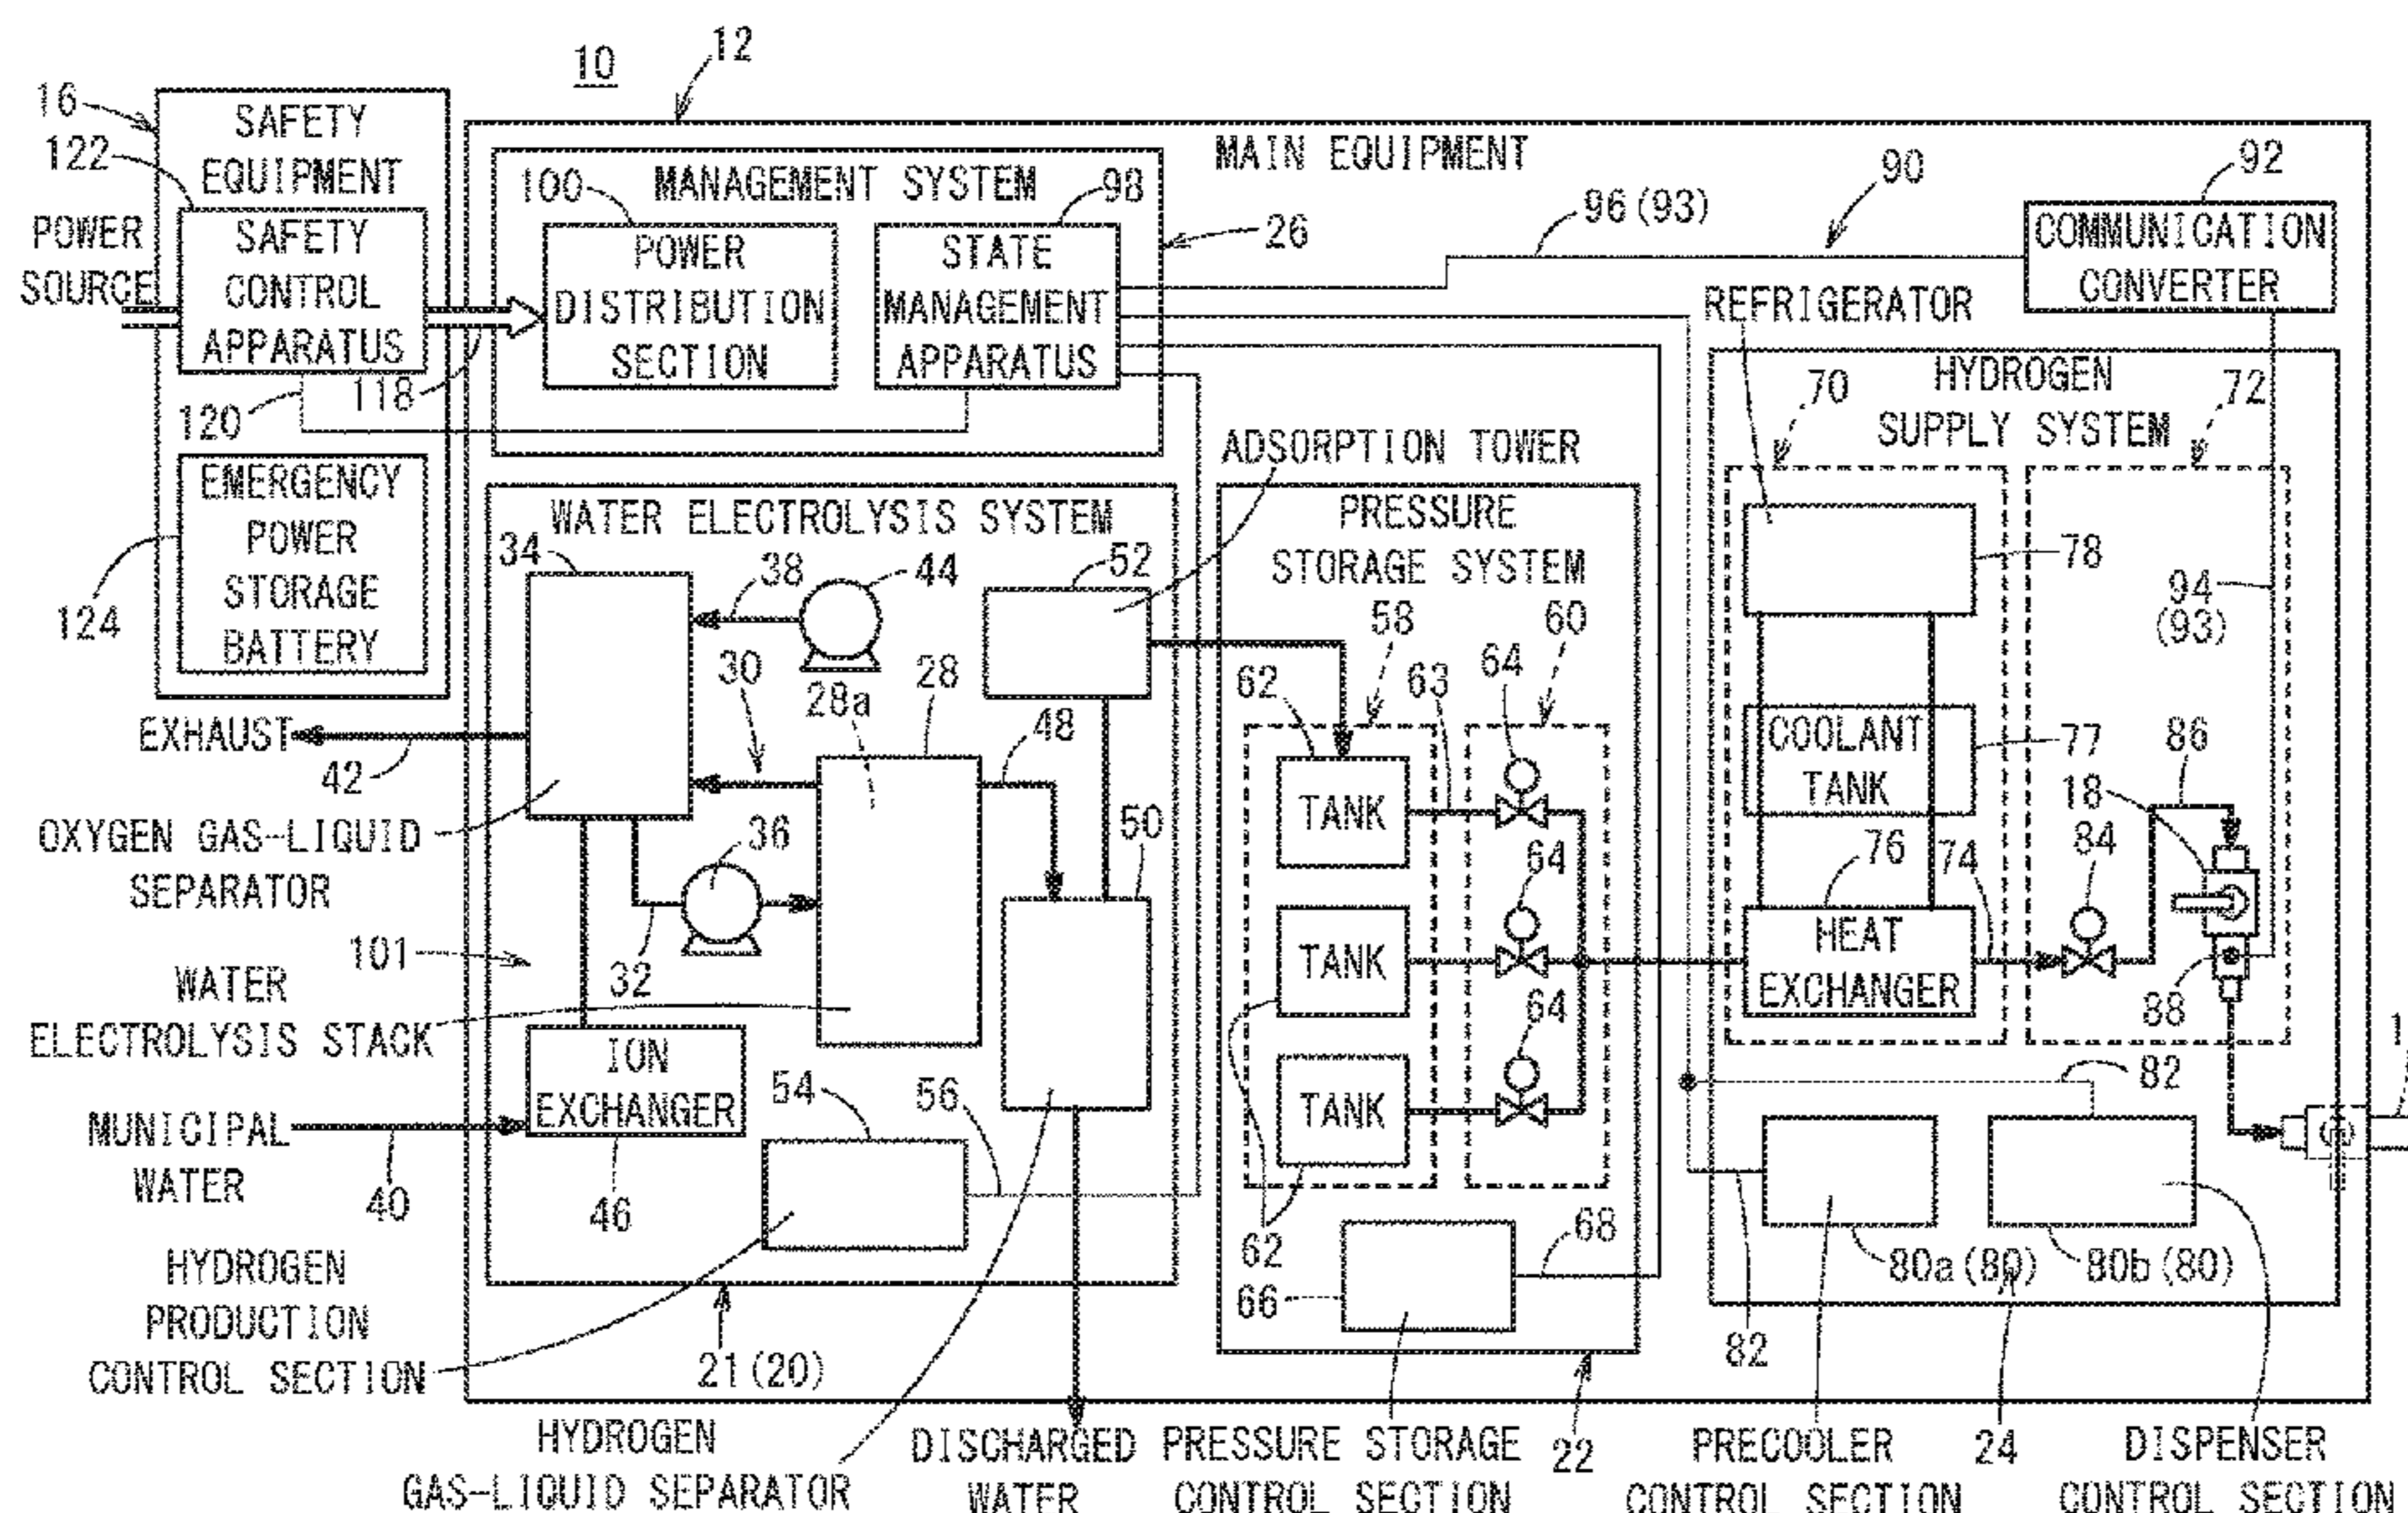 10
12
16
SAFETY
EQUIPMENT
122
SAFETY
CONTROL
APPARATUS
POWER
SOURCE
120
118
EMERGENCY
POWER
STORAGE
BATTERY
124
MAIN EQUIPMENT
MANAGEMENT SYSTEM
100
POWER
DISTRIBUTION
SECTION
98
STATE
MANAGEMENT
APPARATUS
26
96(93)
90
92
COMMUNICATION
CONVERTER
WATER ELECTROLYSIS SYSTEM
34
38
44
52
ADSORPTION TOWER
30
28a
28
48
EXHAUST
42
OXYGEN GAS-LIQUID
SEPARATOR
36
50
101
32
WATER
ELECTROLYSIS STACK
ION
EXCHANGER
46
MUNICIPAL
WATER
40
54
56
HYDROGEN
PRODUCTION
CONTROL SECTION
21(20)
HYDROGEN
GAS-LIQUID SEPARATOR
DISCHARGED
WATER
PRESSURE
STORAGE SYSTEM
58
60
62
63
64
TANK
64
TANK
64
TANK
62
66
68
PRESSURE STORAGE
CONTROL SECTION
22
REFRIGERATOR
HYDROGEN
SUPPLY SYSTEM
70
72
78
94
(93)
COOLANT
TANK
77
86
18
76
74
84
HEAT
EXCHANGER
88
82
1
80a(80)
80b(80)
82
PRECOOLER
CONTROL SECTION
24
DISPENSER
CONTROL SECTION